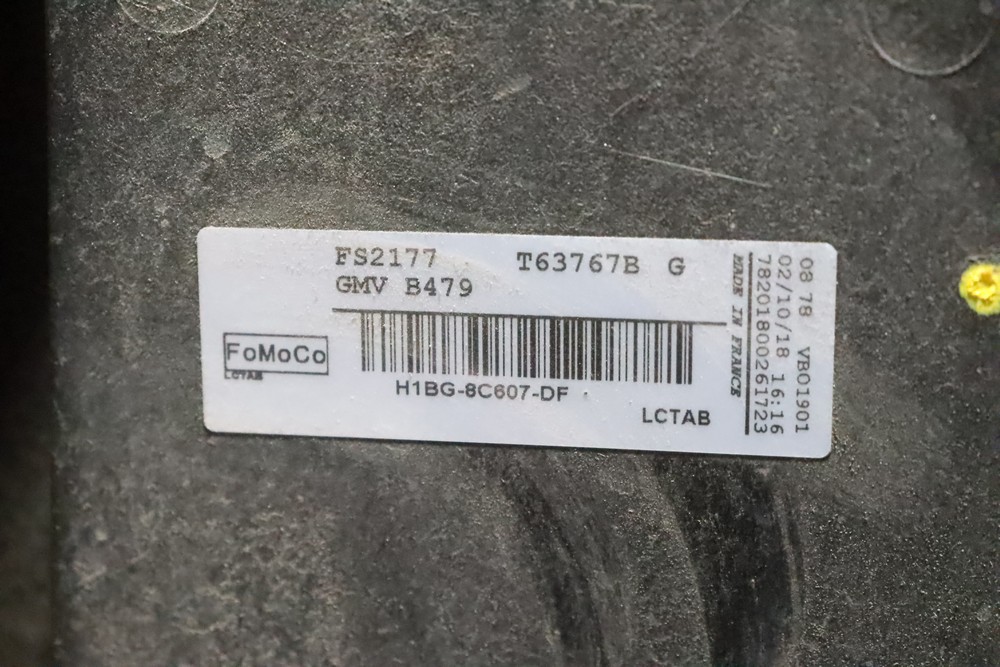 FS2177 T63767B G
GMV B479
FoMoCo
LCTAB
H1BG-8C607-DF
LCTAB
MADE IN FRANCE
78201800261723
02/10/18 16:16
08 78 VB01901